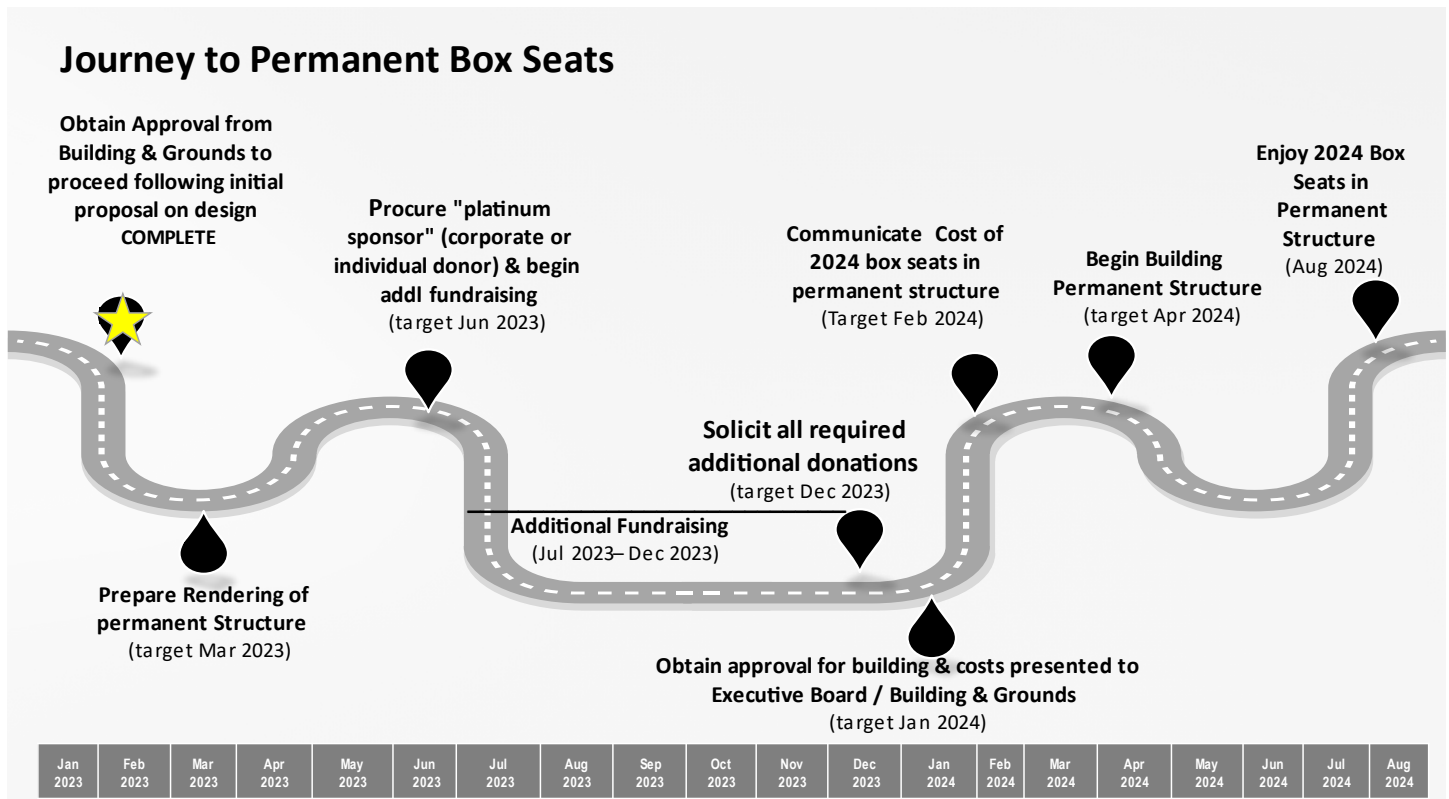 Journey to Permanent Box Seats
Obtain Approval from
Building & Grounds to
proceed following initial
proposal on design
COMPLETE
Prepare Rendering of
permanent Structure
(target Mar 2023)
Procure "platinum
sponsor" (corporate or
individual donor) & begin
addl fundraising
(target Jun 2023)
Additional Fundraising
(Jul 2023– Dec 2023)
Solicit all required
additional donations
(target Dec 2023)
Obtain approval for building & costs presented to
Executive Board / Building & Grounds
(target Jan 2024)
Communicate Cost of
2024 box seats in
permanent structure
(Target Feb 2024)
Begin Building
Permanent Structure
(target Apr 2024)
Enjoy 2024 Box
Seats in
Permanent
Structure
(Aug 2024)
Jan Feb Mar Apr May Jun Jul Aug Sep Oct Nov Dec Jan Feb Mar Apr May Jun Jul Aug
2023 2023 2023 2023 2023 2023 2023 2023 2023 2023 2023 2023 2024 2024 2024 2024 2024 2024 2024 2024